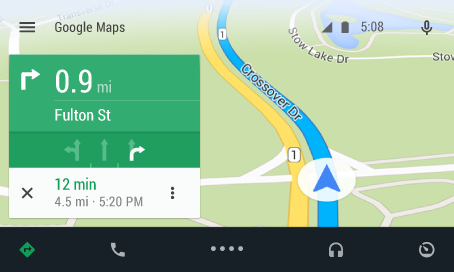 Google Maps
5:08
1
Stow Lake Dr
Stow
0.9 mi
Fulton St
Crossover Dr
1
12 min
4.5 mi · 5:20 PM